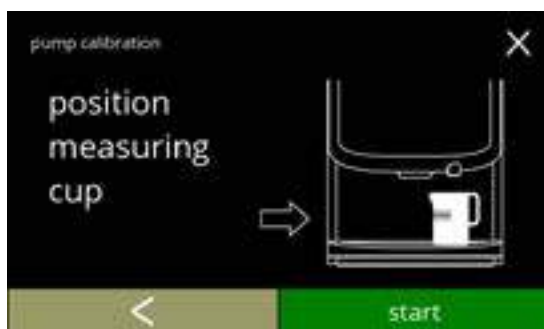 pump calibration
position
measuring
cup
start